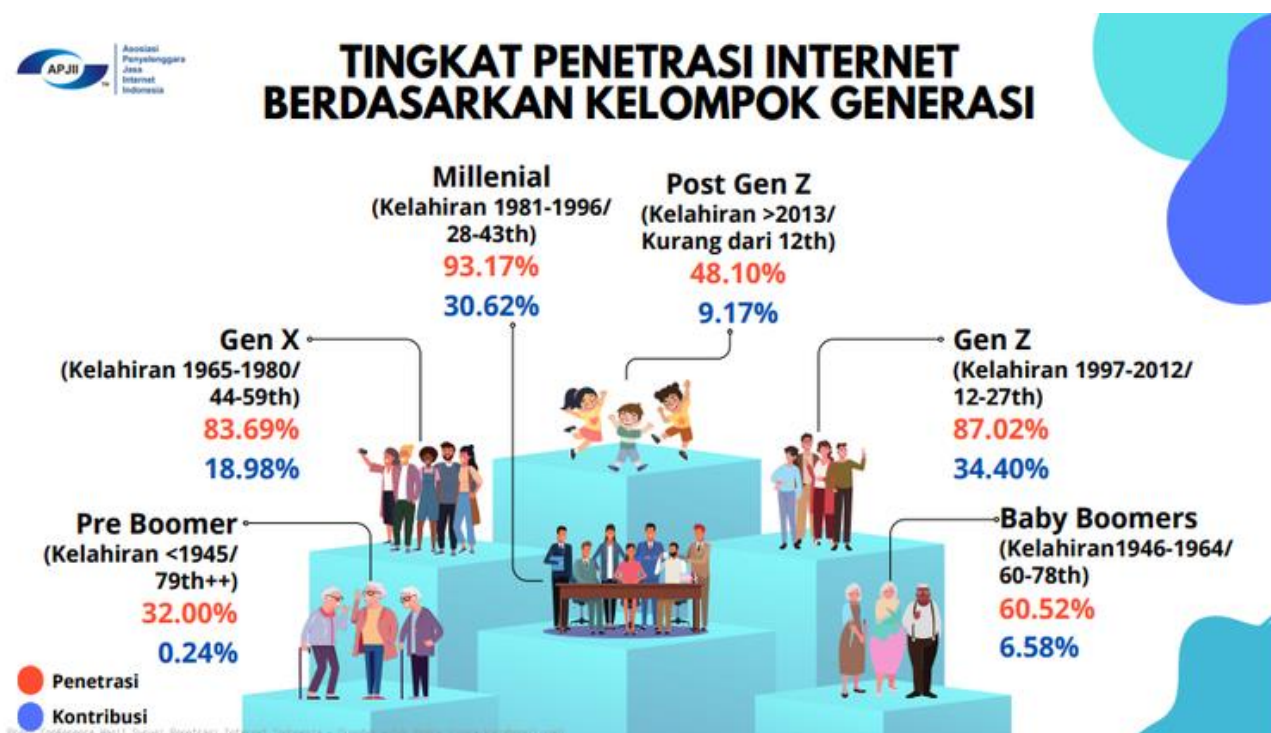 APJII
TM
Asosiasi
Penyelenggara
Jasa
Internet
Indonesia
TINGKAT PENETRASI INTERNET
BERDASARKAN KELOMPOK GENERASI
Millenial
(Kelahiran 1981-1996/
28-43th)
93.17%
30.62%
Post Gen Z
(Kelahiran >2013/
Kurang dari 12th)
48.10%
9.17%
Gen X
(Kelahiran 1965-1980/
44-59th)
83.69%
18.98%
Gen Z
(Kelahiran 1997-2012/
12-27th)
87.02%
34.40%
Pre Boomer
(Kelahiran <1945/
79th++)
32.00%
0.24%
Baby Boomers
(Kelahiran1946-1964/
60-78th)
60.52%
6.58%
Penetrasi
Kontribusi